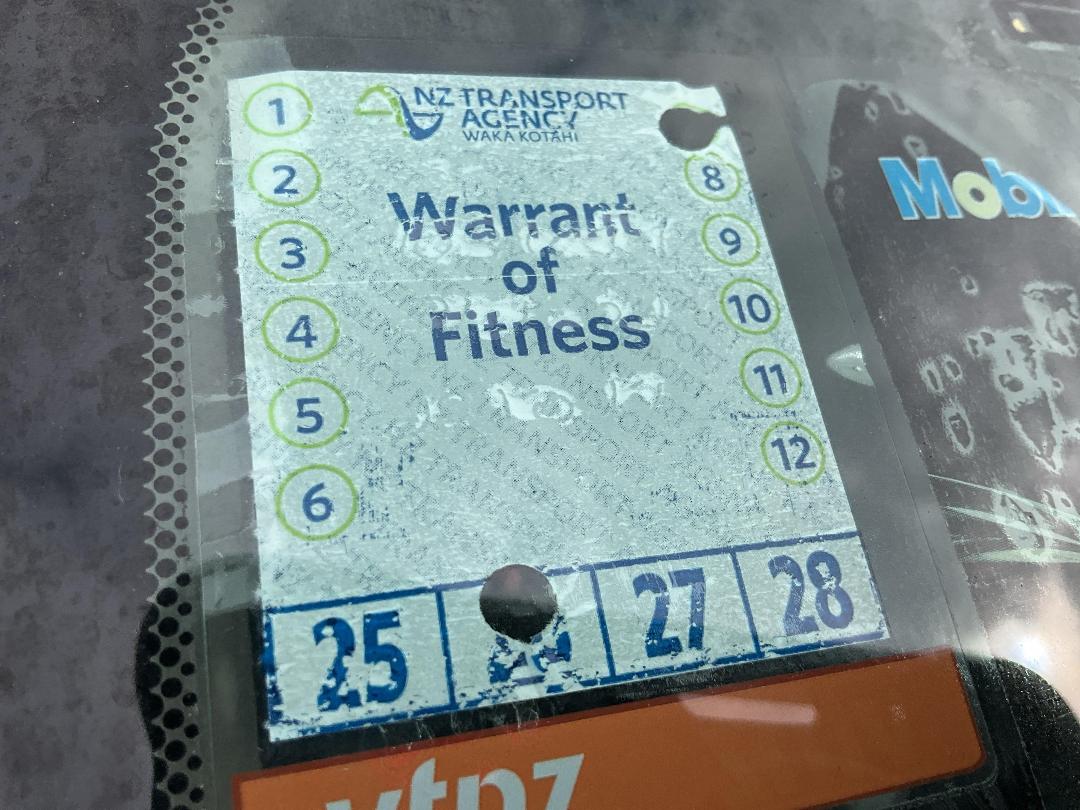 1
NZ TRANSPORT
AGENCY
WAKA KOTAHI
2
8
Warrant
of
Fitness
3
9
4
10
5
11
6
12
25
27
28
vtnz